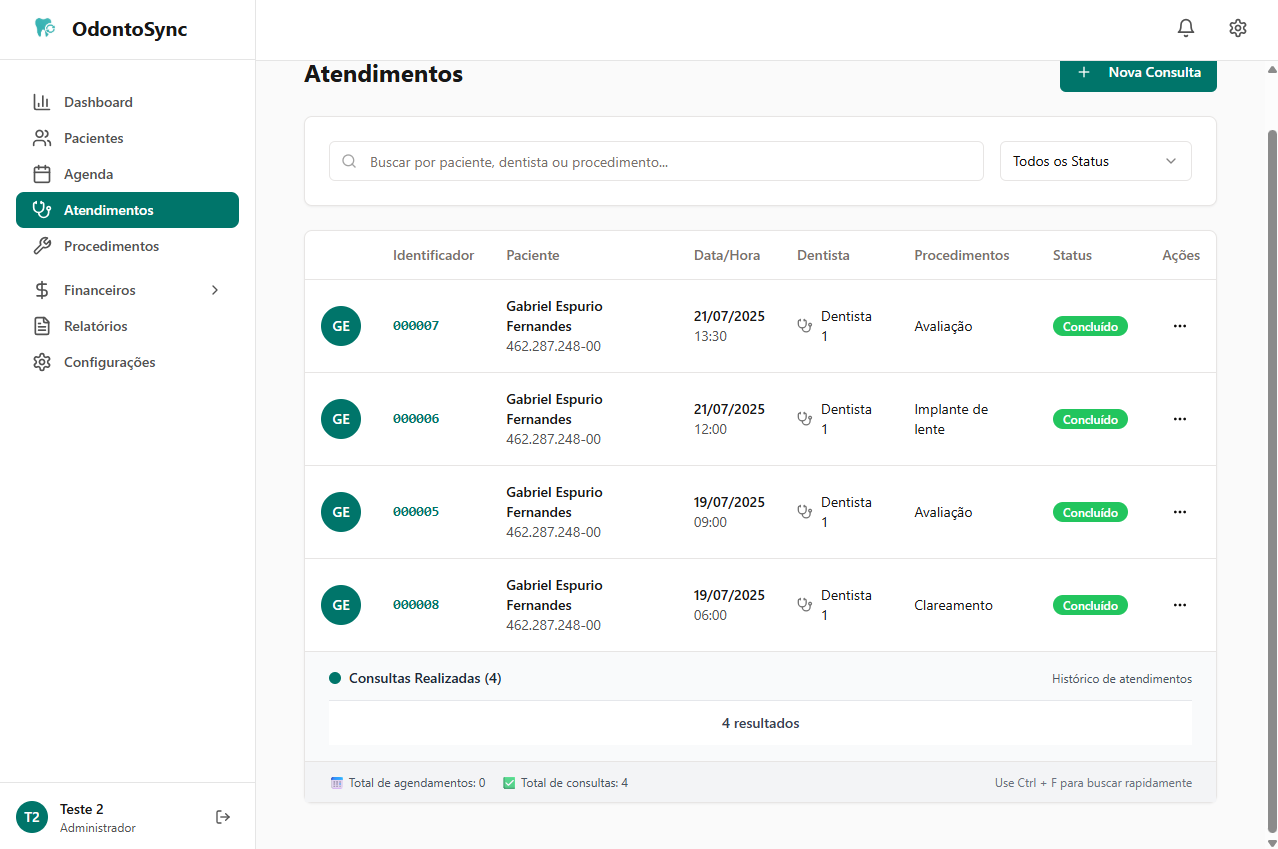 OdontoSync
Dashboard
Pacientes
Agenda
Atendimentos
Procedimentos
Financeiros
Relatórios
Configurações
T2
Teste 2
Administrador
Atendimentos
+ Nova Consulta
Buscar por paciente, dentista ou procedimento...
Todos os Status
Identificador Paciente Data/Hora Dentista Procedimentos Status Ações
GE 000007 Gabriel Espurio Fernandes 462.287.248-00 21/07/2025 13:30 Dentista 1 Avaliação Concluído ...
GE 000006 Gabriel Espurio Fernandes 462.287.248-00 21/07/2025 12:00 Dentista 1 Implante de lente Concluído ...
GE 000005 Gabriel Espurio Fernandes 462.287.248-00 19/07/2025 09:00 Dentista 1 Avaliação Concluído ...
GE 000008 Gabriel Espurio Fernandes 462.287.248-00 19/07/2025 06:00 Dentista 1 Clareamento Concluído ...
Consultas Realizadas (4) Histórico de atendimentos
4 resultados
Total de agendamentos: 0 Total de consultas: 4 Use Ctrl + F para buscar rapidamente